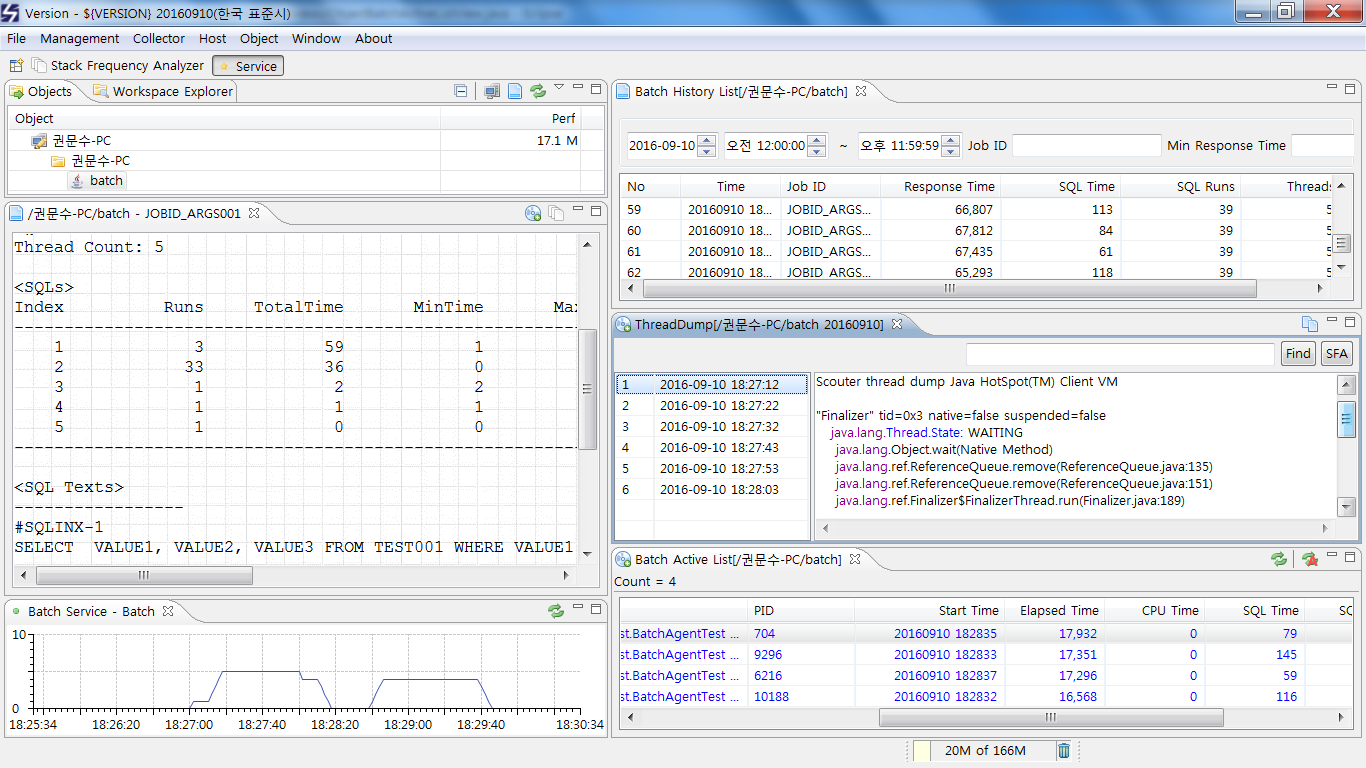 Version - ${VERSION} 20160910(한국 표준시)
File Management Collector Host Object Window About
Stack Frequency Analyzer Service
Objects Workspace Explorer
Object Perf
권문수-PC 17.1 M
권문수-PC
batch
/권문수-PC/batch - JOBID_ARGS001
Thread Count: 5
<SQLs>
Index Runs TotalTime MinTime Max
--------------------------------------------------------
1 3 59 1
2 33 36 0
3 1 2 2
4 1 1 1
5 1 0 0
--------------------------------------------------------
<SQL Texts>
-----------------
#SQLINX-1
SELECT  VALUE1, VALUE2, VALUE3 FROM TEST001 WHERE VALUE1
Batch Service - Batch
10
0
18:25:34 18:26:20 18:27:00 18:27:40 18:28:20 18:29:00 18:29:40 18:30:34
Batch History List[/권문수-PC/batch]
2016-09-10 오전 12:00:00 ~ 오후 11:59:59 Job ID Min Response Time
No Time Job ID Response Time SQL Time SQL Runs Threads
59 20160910 18... JOBID_ARGS... 66,807 113 39 5
60 20160910 18... JOBID_ARGS... 67,812 84 39 5
61 20160910 18... JOBID_ARGS... 67,435 61 39 5
62 20160910 18... JOBID_ARGS... 65,293 118 39 5
ThreadDump[/권문수-PC/batch 20160910]
Find SFA
1 2016-09-10 18:27:12
2 2016-09-10 18:27:22
3 2016-09-10 18:27:32
4 2016-09-10 18:27:43
5 2016-09-10 18:27:53
6 2016-09-10 18:28:03
Scouter thread dump Java HotSpot(TM) Client VM
"Finalizer" tid=0x3 native=false suspended=false
java.lang.Thread.State: WAITING
java.lang.Object.wait(Native Method)
java.lang.ref.ReferenceQueue.remove(ReferenceQueue.java:135)
java.lang.ref.ReferenceQueue.remove(ReferenceQueue.java:151)
java.lang.ref.Finalizer$FinalizerThread.run(Finalizer.java:189)
Batch Active List[/권문수-PC/batch]
Count = 4
PID Start Time Elapsed Time CPU Time SQL Time SC
st.BatchAgentTest ... 704 20160910 182835 17,932 0 79
st.BatchAgentTest ... 9296 20160910 182833 17,351 0 145
st.BatchAgentTest ... 6216 20160910 182837 17,296 0 59
st.BatchAgentTest ... 10188 20160910 182832 16,568 0 116
20M of 166M